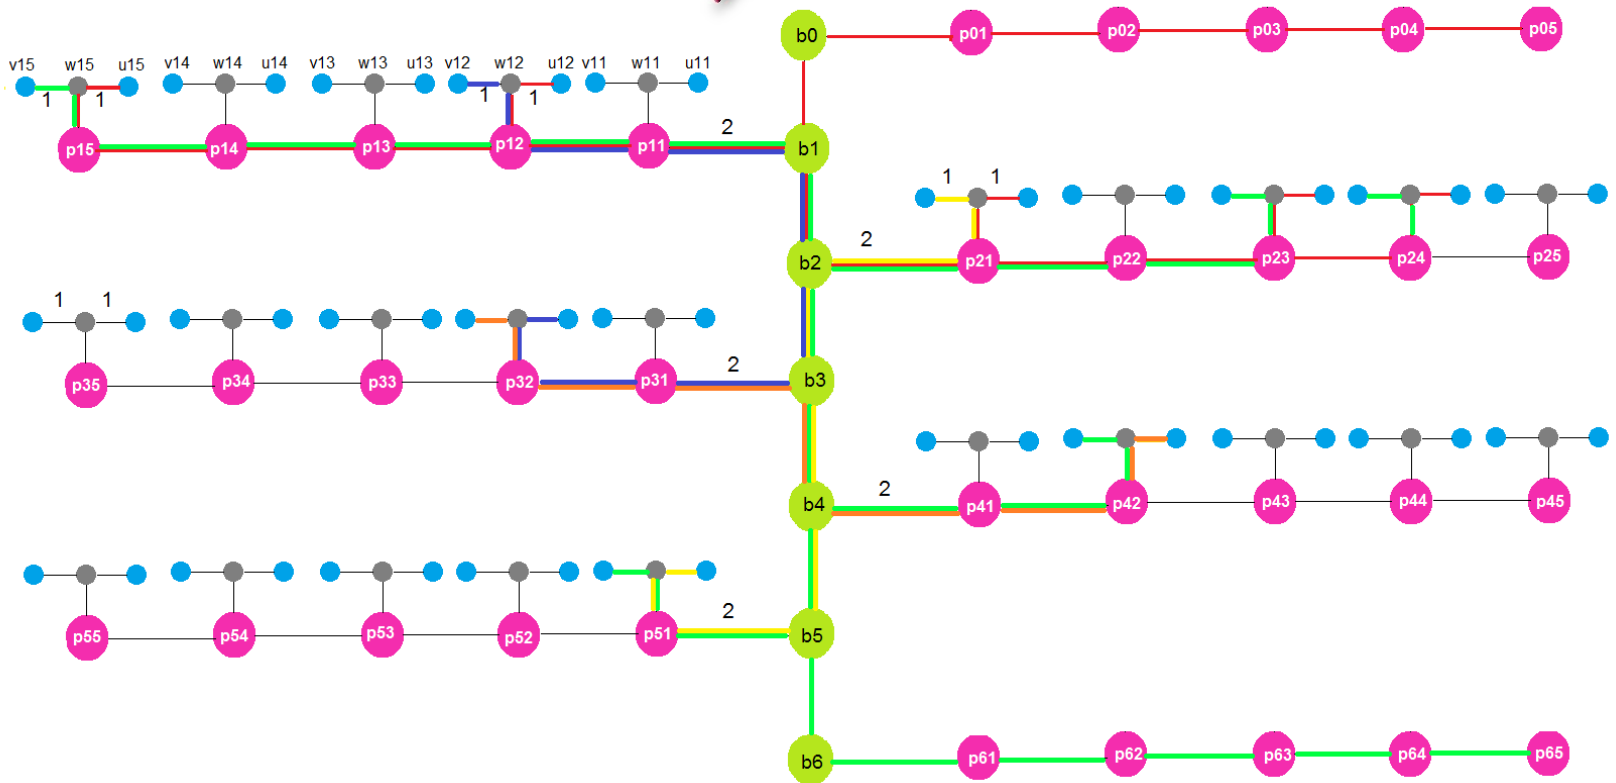 b0 p01 p02 p03 p04 p05
v15 w15 u15 v14 w14 u14 v13 w13 u13 v12 w12 u12 v11 w11 u11
1 1 1 1
2
p15 p14 p13 p12 p11 b1
1 1
2
b2 p21 p22 p23 p24 p25
1 1
2
p35 p34 p33 p32 p31 b3
2
b4 p41 p42 p43 p44 p45
2
p55 p54 p53 p52 p51 b5
b6 p61 p62 p63 p64 p65